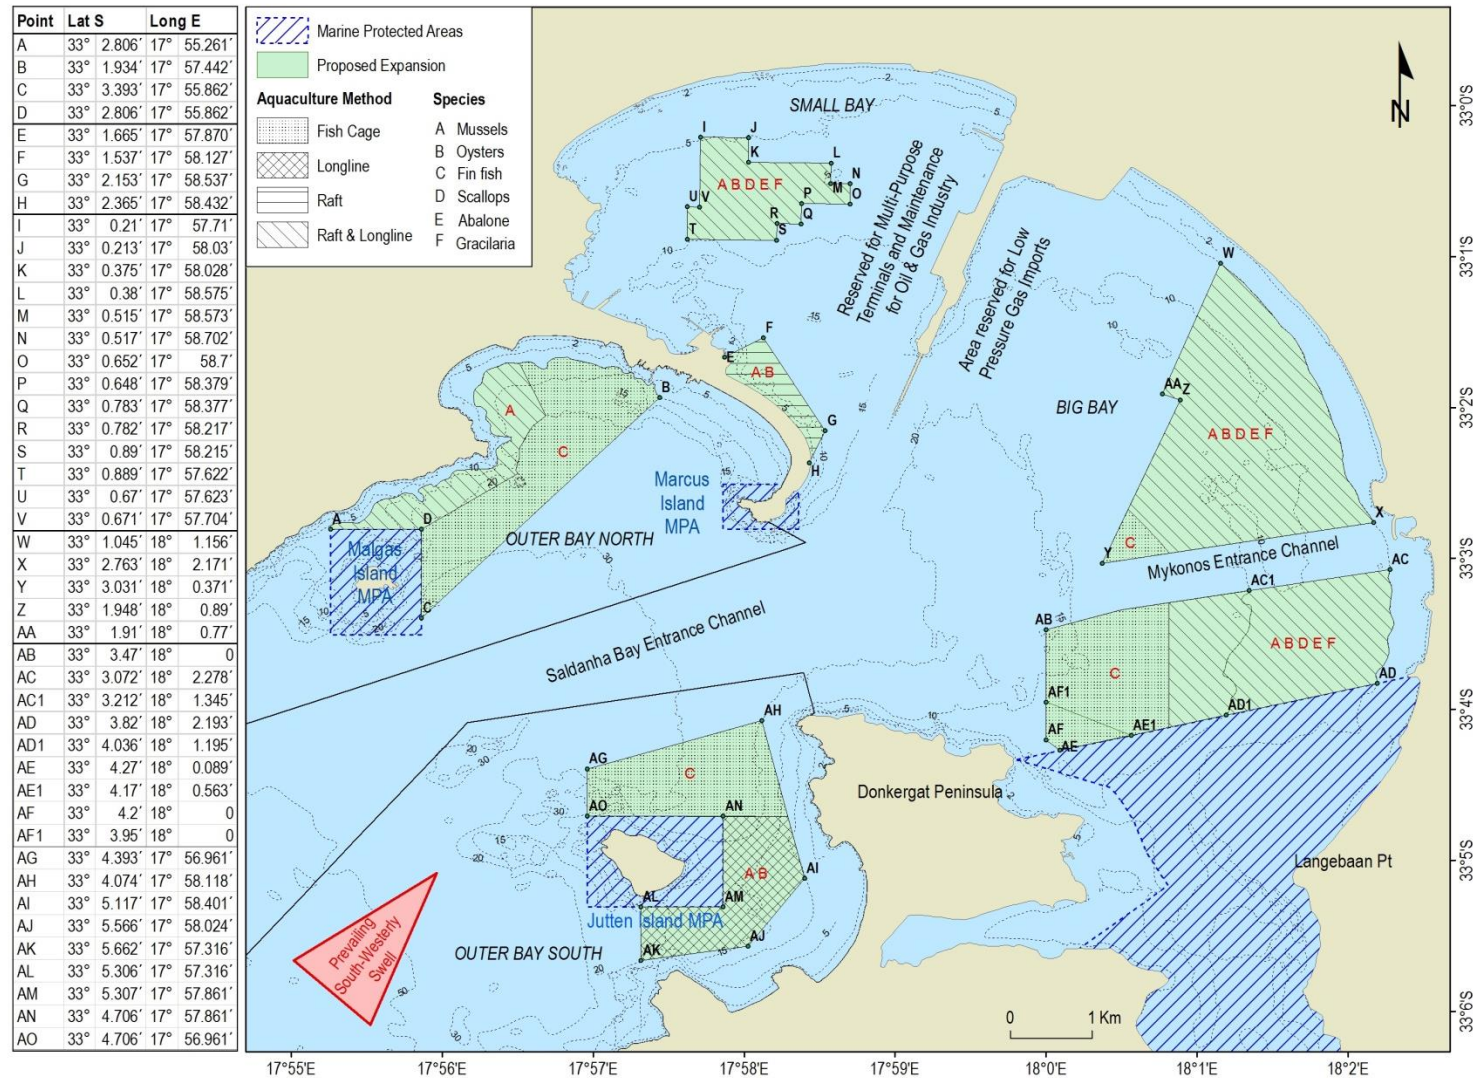 Point Lat S Long E
A 33° 2.806′ 17° 55.261′
B 33° 1.934′ 17° 57.442′
C 33° 3.393′ 17° 55.862′
D 33° 2.806′ 17° 55.862′
E 33° 1.665′ 17° 57.870′
F 33° 1.537′ 17° 58.127′
G 33° 2.153′ 17° 58.537′
H 33° 2.365′ 17° 58.432′
I 33° 0.21′ 17° 57.71′
J 33° 0.213′ 17° 58.03′
K 33° 0.375′ 17° 58.028′
L 33° 0.38′ 17° 58.575′
M 33° 0.515′ 17° 58.573′
N 33° 0.517′ 17° 58.702′
O 33° 0.652′ 17° 58.7′
P 33° 0.648′ 17° 58.379′
Q 33° 0.783′ 17° 58.377′
R 33° 0.782′ 17° 58.217′
S 33° 0.89′ 17° 58.215′
T 33° 0.889′ 17° 57.622′
U 33° 0.67′ 17° 57.623′
V 33° 0.671′ 17° 57.704′
W 33° 1.045′ 18° 1.156′
X 33° 2.763′ 18° 2.171′
Y 33° 3.031′ 18° 0.371′
Z 33° 1.948′ 18° 0.89′
AA 33° 1.91′ 18° 0.77′
AB 33° 3.47′ 18° 0
AC 33° 3.072′ 18° 2.278′
AC1 33° 3.212′ 18° 1.345′
AD 33° 3.82′ 18° 2.193′
AD1 33° 4.036′ 18° 1.195′
AE 33° 4.27′ 18° 0.089′
AE1 33° 4.17′ 18° 0.563′
AF 33° 4.2′ 18° 0
AF1 33° 3.95′ 18° 0
AG 33° 4.393′ 17° 56.961′
AH 33° 4.074′ 17° 58.118′
AI 33° 5.117′ 17° 58.401′
AJ 33° 5.566′ 17° 58.024′
AK 33° 5.662′ 17° 57.316′
AL 33° 5.306′ 17° 57.316′
AM 33° 5.307′ 17° 57.861′
AN 33° 4.706′ 17° 57.861′
AO 33° 4.706′ 17° 56.961′
Marine Protected Areas
Proposed Expansion
Aquaculture Method
Fish Cage
Longline
Raft
Raft & Longline
Species
A Mussels
B Oysters
C Fin fish
D Scallops
E Abalone
F Gracilaria
N
SMALL BAY
I
J
K
L
M
N
O
P
Q
R
S
T
U
V
A B D E F
Reserved for Multi-Purpose
Terminals and Maintenance
for Oil & Gas Industry
Area reserved for Low
Pressure Gas Imports
BIG BAY
W
AA
Z
A B D E F
X
Y
C
Mykonos Entrance Channel
E
F
A B
G
H
A
B
C
D
A
C
Malgas
Island
MPA
OUTER BAY NORTH
Marcus
Island
MPA
Saldanha Bay Entrance Channel
AB
AC1
AC
A B D E F
C
AF1
AF
AE
AE1
AD1
AD
AH
AG
C
AO
AN
AI
A B
AL
AM
Jutten Island MPA
AK
AJ
OUTER BAY SOUTH
Prevailing
South-Westerly
Swell
Donkergat Peninsula
Langebaan Pt
0 1 Km
33°0'S
33°1'S
33°2'S
33°3'S
33°4'S
33°5'S
33°6'S
17°55'E 17°56'E 17°57'E 17°58'E 17°59'E 18°0'E 18°1'E 18°2'E